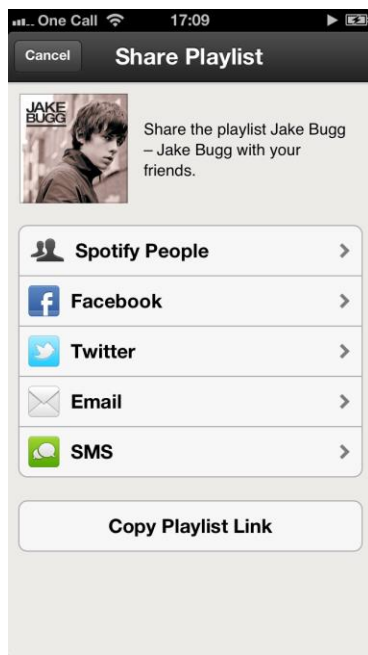 One Call 17:09
Cancel Share Playlist
JAKE
BUGG
Share the playlist Jake Bugg
– Jake Bugg with your
friends.
Spotify People
Facebook
Twitter
Email
SMS
Copy Playlist Link